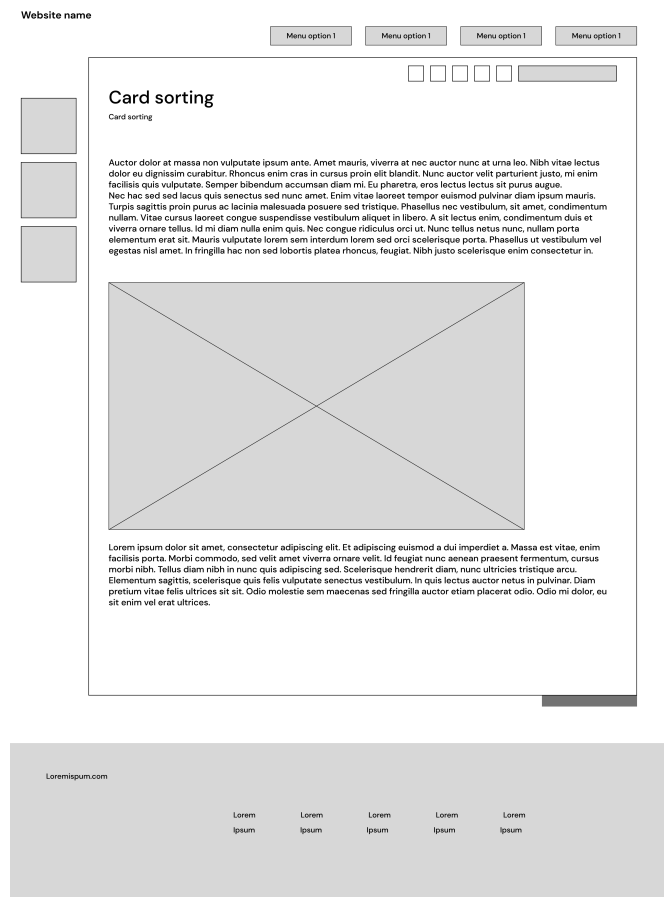 Website name
Menu option 1 Menu option 1 Menu option 1 Menu option 1
Card sorting
Card sorting
Auctor dolor at massa non vulputate ipsum ante. Amet mauris, viverra at nec auctor nunc at urna leo. Nibh vitae lectus
dolor eu dignissim curabitur. Rhoncus enim cras in cursus proin elit blandit. Nunc auctor velit parturient justo, mi enim
facilisis quis vulputate. Semper bibendum accumsan diam mi. Eu pharetra, eros lectus lectus sit purus augue.
Nec hac sed sed lacus quis senectus sed nunc amet. Enim vitae laoreet tempor euismod pulvinar diam ipsum mauris.
Turpis sagittis proin purus ac lacinia malesuada posuere sed tristique. Phasellus nec vestibulum, sit amet, condimentum
nullam. Vitae cursus laoreet congue suspendisse vestibulum aliquet in libero. A sit lectus enim, condimentum duis et
viverra ornare tellus. Id mi diam nulla enim quis. Nec congue ridiculus orci ut. Nunc tellus netus nunc, nullam porta
elementum erat sit. Mauris vulputate lorem sem interdum lorem sed orci scelerisque porta. Phasellus ut vestibulum vel
egestas nisl amet. In fringilla hac non sed lobortis platea rhoncus, feugiat. Nibh justo scelerisque enim consectetur in.
Lorem ipsum dolor sit amet, consectetur adipiscing elit. Et adipiscing euismod a dui imperdiet a. Massa est vitae, enim
facilisis porta. Morbi commodo, sed velit amet viverra ornare velit. Id feugiat nunc aenean praesent fermentum, cursus
morbi nibh. Tellus diam nibh in nunc quis adipiscing sed. Scelerisque hendrerit diam, nunc ultricies tristique arcu.
Elementum sagittis, scelerisque quis felis vulputate senectus vestibulum. In quis lectus auctor netus in pulvinar. Diam
pretium vitae felis ultrices sit sit. Odio molestie sem maecenas sed fringilla auctor etiam placerat odio. Odio mi dolor, eu
sit enim vel erat ultrices.
Loremispum.com
Lorem Lorem Lorem Lorem Lorem
Ipsum Ipsum Ipsum Ipsum Ipsum